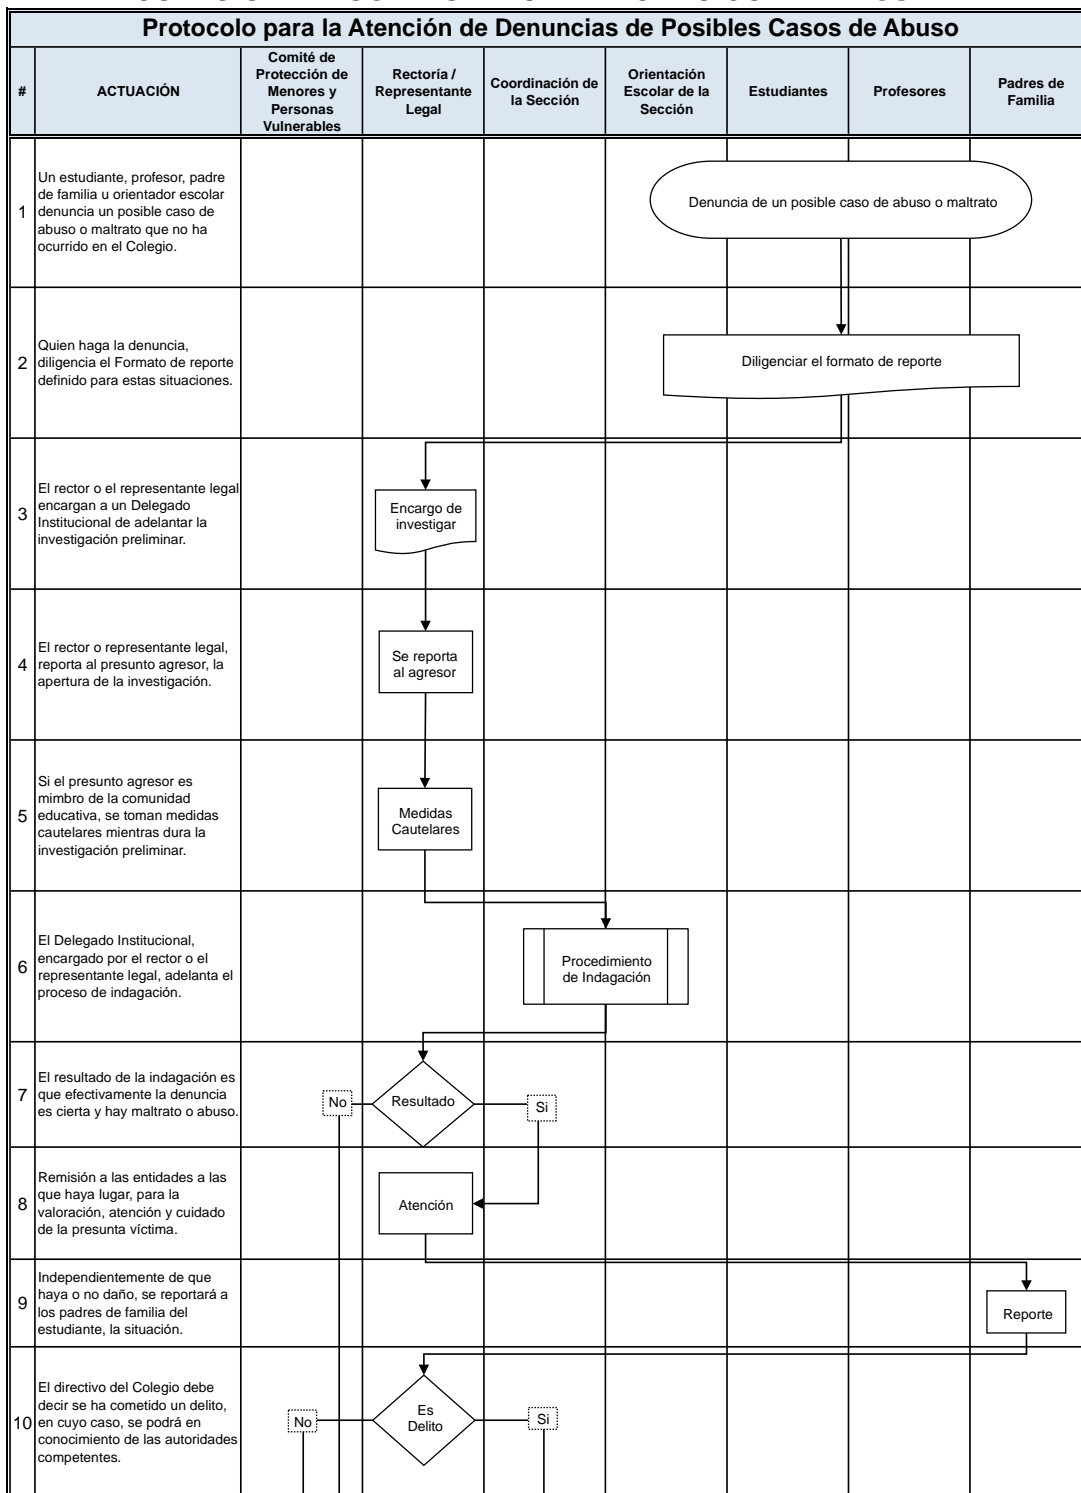 Protocolo para la Atención de Denuncias de Posibles Casos de Abuso
#
ACTUACIÓN
Comité de
Protección de
Menores y
Personas
Vulnerables
Rectoría /
Representante
Legal
Coordinación de
la Sección
Orientación
Escolar de la
Sección
Estudiantes
Profesores
Padres de
Familia
1
Un estudiante, profesor, padre
de familia u orientador escolar
denuncia un posible caso de
abuso o maltrato que no ha
ocurrido en el Colegio.
Denuncia de un posible caso de abuso o maltrato
2
Quien haga la denuncia,
diligencia el Formato de reporte
definido para estas situaciones.
Diligenciar el formato de reporte
3
El rector o el representante legal
encargan a un Delegado
Institucional de adelantar la
investigación preliminar.
Encargo de
investigar
4
El rector o representante legal,
reporta al presunto agresor, la
apertura de la investigación.
Se reporta
al agresor
5
Si el presunto agresor es
mimbro de la comunidad
educativa, se toman medidas
cautelares mientras dura la
investigación preliminar.
Medidas
Cautelares
6
El Delegado Institucional,
encargado por el rector o el
representante legal, adelanta el
proceso de indagación.
Procedimiento
de Indagación
7
El resultado de la indagación es
que efectivamente la denuncia
es cierta y hay maltrato o abuso.
No
Resultado
Si
8
Remisión a las entidades a las
que haya lugar, para la
valoración, atención y cuidado
de la presunta víctima.
Atención
9
Independientemente de que
haya o no daño, se reportará a
los padres de familia del
estudiante, la situación.
Reporte
10
El directivo del Colegio debe
decir se ha cometido un delito,
en cuyo caso, se podrá en
conocimiento de las autoridades
competentes.
No
Es
Delito
Si